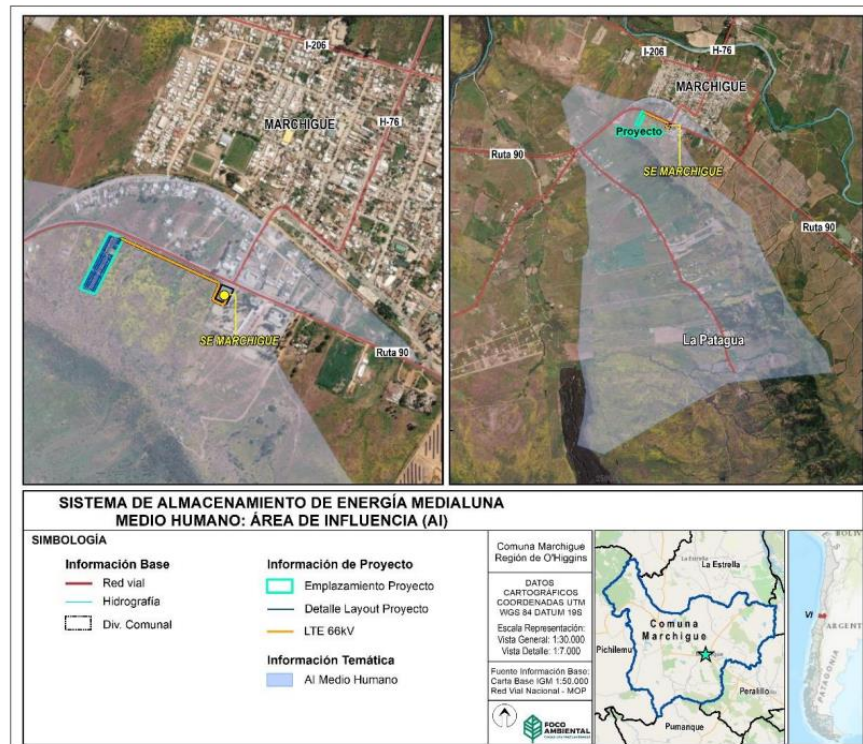 I-206
H-76
MARCHIGUE
SE MARCHIGUE
Ruta 90
I-206
H-76
MARCHIGUE
Proyecto
Ruta 90
SE MARCHIGUE
Ruta 90
La Patagua
SISTEMA DE ALMACENAMIENTO DE ENERGÍA MEDIALUNA
MEDIO HUMANO: ÁREA DE INFLUENCIA (AI)
SIMBOLOGÍA
Información Base
Red vial
Hidrografía
Div. Comunal
Información de Proyecto
Emplazamiento Proyecto
Detalle Layout Proyecto
LTE 66kV
Información Temática
AI Medio Humano
Comuna Marchigue
Región de O'Higgins
DATOS
CARTOGRÁFICOS
COORDENADAS UTM
WGS 84 DATUM 19S
Escala Representación:
Vista General: 1:30.000
Vista Detalle: 1:7.000
Fuente Información Base:
Carta Base IGM 1:50.000
Red Vial Nacional - MOP
FOCO
AMBIENTAL
La Estrella
Comuna
Marchigue
Pichilemu
Peralillo
Pumanque
VI
ARGENT
PATAGONIA